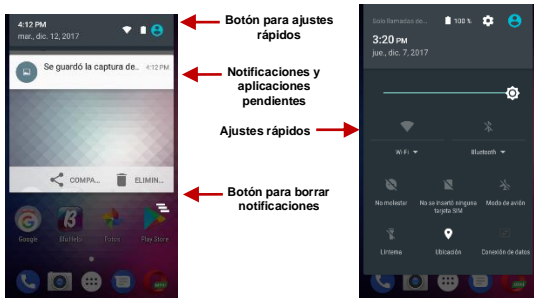 4:12 PM
mar., dic. 12, 2017
Se guardó la captura de..
4:12 PM
COMPA...
ELIMIN...
Google
Fotos
Play Store
Botón para ajustes
rápidos
Notificaciones y
aplicaciones
pendientes
Ajustes rápidos
Botón para borrar
notificaciones
Solo llamadas de...
100 %
3:20 PM
jue., dic. 7, 2017
Wi-Fi
Bluetooth
No molestar
No se insertó ninguna
tarjeta SIM
Modo de avión
Linterna
Ubicación
Conexión de datos